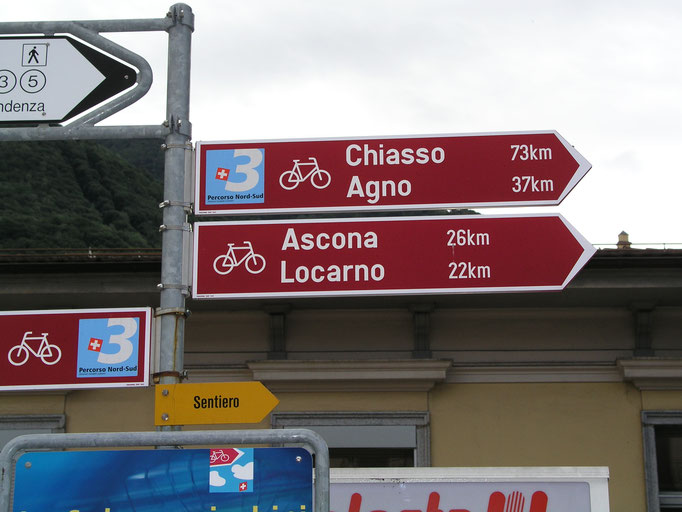 3 5
3
Percorso Nord-Sud
Chiasso 73km
Agno 37km
Ascona 26km
Locarno 22km
3
Percorso Nord-Sud
Sentiero